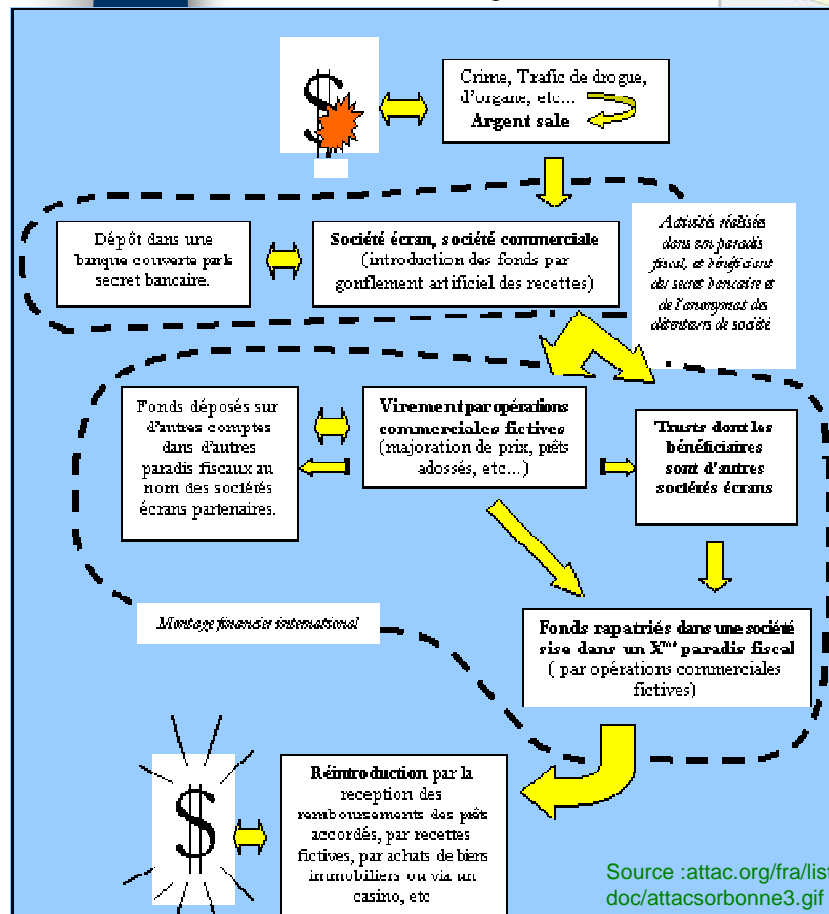 Crime, Trafic de drogue,
d'organe, etc...
Argent sale
Dépôt dans une
banque couverte par le
secret bancaire.
Société écran, société commerciale
(introduction des fonds par
gonflement artificiel des recettes)
Activités réalisées
dans un paradis
fiscal, et bénéficient
du secret bancaire et
de l'anonymat des
détenteurs de société
Fonds déposés sur
d'autres comptes
dans d'autres
paradis fiscaux au
nom des sociétés
écrans partenaires.
Virement par opérations
commerciales fictives
(majoration de prix, prêts
adossés, etc...)
Trusts dont les
bénéficiaires
sont d'autres
sociétés écrans
Montage financier international
Fonds rapatriés dans une société
sise dans un Xème paradis fiscal
( par opérations commerciales
fictives)
Réintroduction par la
reception des
remboursements des prêt
accordés, par recettes
fictives, par achats de biens
immobiliers ou via un
casino, etc
Source :attac.org/fra/list
doc/attacsorbonne3.gif